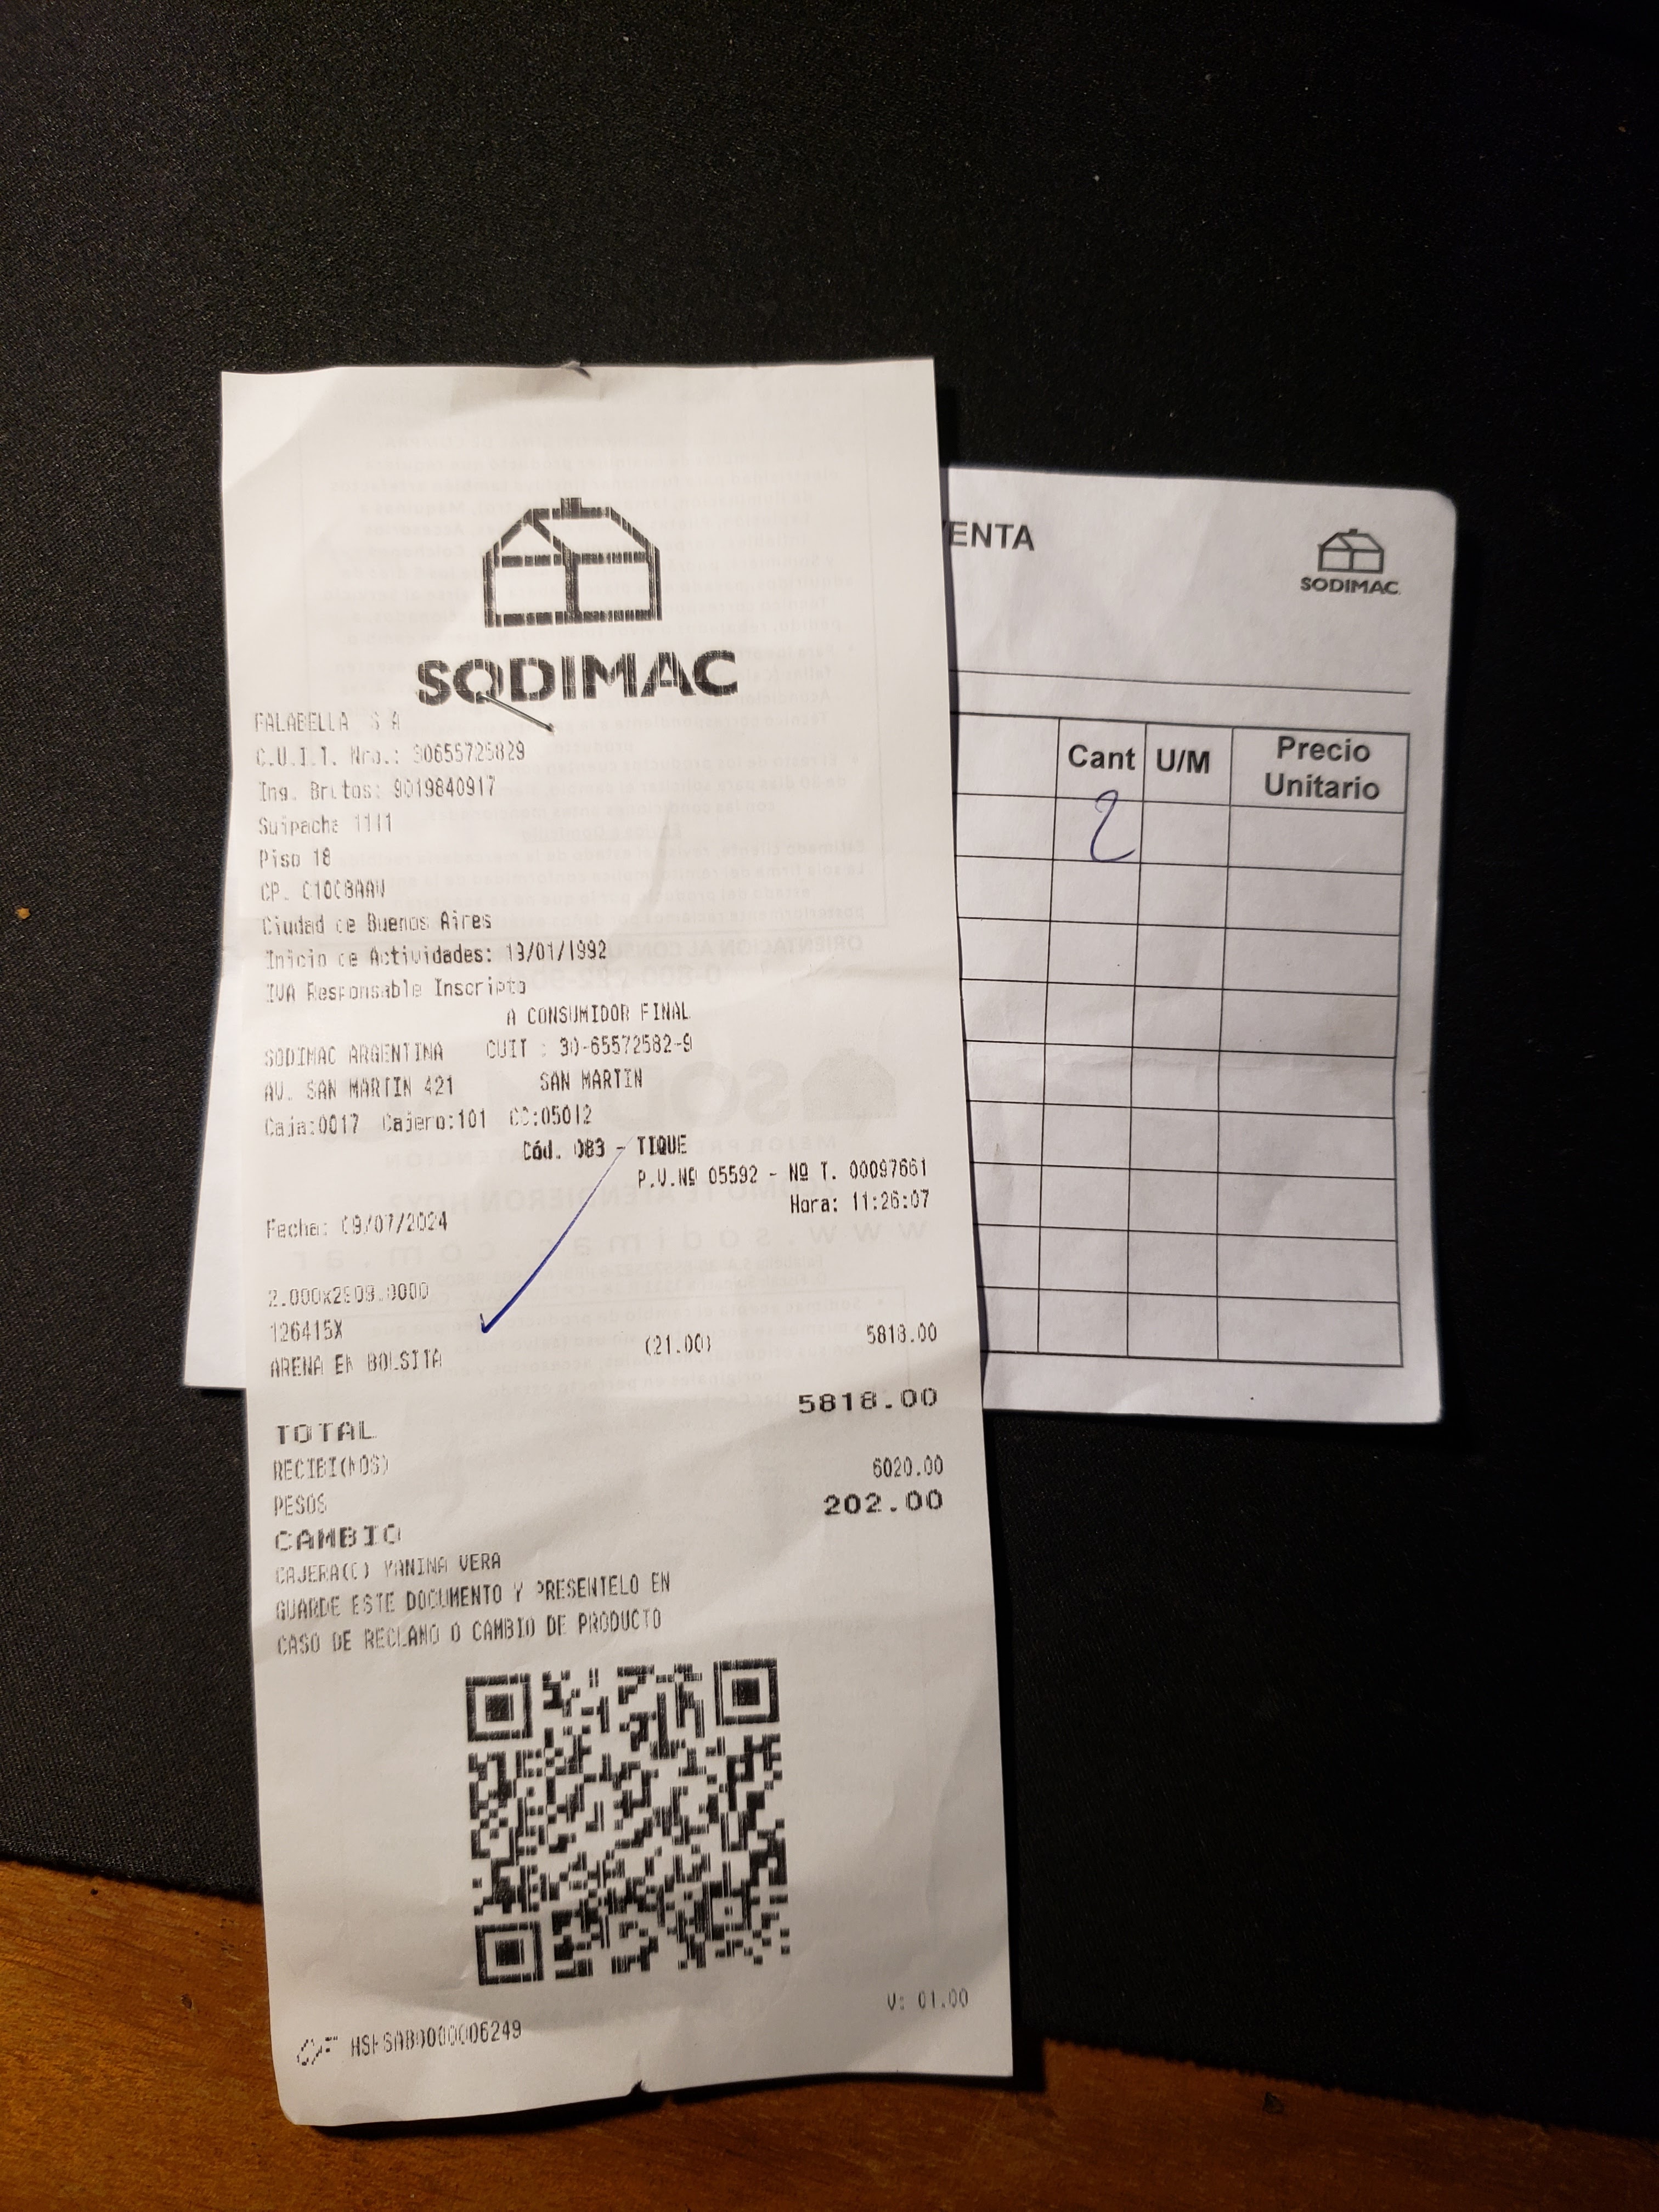 SODIMAC
FALABELLA S A
C.U.I.T. Nro.: 30655725829
Ing. Brutos: 9019840917
Suipacha 1111
Piso 18
CP. C1008AAW
Ciudad de Buenos Aires
Inicio de Actividades: 13/01/1992
IVA Responsable Inscripto
A CONSUMIDOR FINAL
SODIMAC ARGENTINA CUIT : 30-65572582-9
AV. SAN MARTIN 421 SAN MARTIN
Caja:0017 Cajero:101 CC:05012
Cód. 083 - TIQUE
P.V.Nº 05592 - Nº T. 00097661
Fecha: 09/07/2024 Hora: 11:26:07
2.000x2909.0000
126415X
ARENA EN BOLSITA (21.00) 5818.00
TOTAL 5818.00
RECIBI(MOS)
PESOS 6020.00
CAMBIO 202.00
CAJERA(O) YANINA VERA
GUARDE ESTE DOCUMENTO Y PRESENTELO EN
CASO DE RECLAMO O CAMBIO DE PRODUCTO
V: 01.00
CF HSHSAB0000006249
ENTA
SODIMAC
Cant U/M Precio Unitario
2